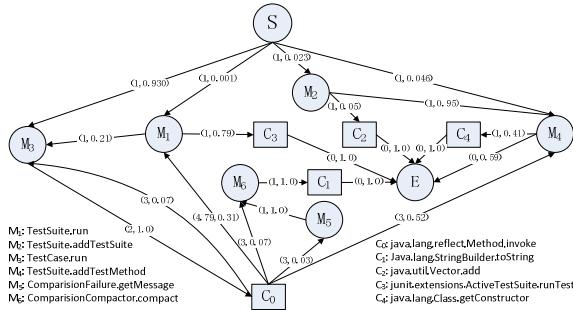 S
(1,0.023)
(1,0.930)
(1,0.001)
(1,0.046)
M2
(1,0.05)
(1,0.95)
M3
(1,0.21)
M1
(1,0.79)
C3
C2
C4
(1,0.41)
M4
(0,1.0)
(0,1.0)
(0,1.0)
(0,0.59)
(3,0.07)
M6
(1,1.0)
C1
(0,1.0)
E
(2,1.0)
(4.79,0.31)
(1,1.0)
M5
(3,0.07)
(3,0.03)
(3,0.52)
C0
M1: TestSuite.run
M2: TestSuite.addTestSuite
M3: TestCase.run
M4: TestSuite.addTestMethod
M5: ComparisionFailure.getMessage
M6: ComparisionCompactor.compact
C0: java.lang.reflect.Method.invoke
C1: java.lang.StringBuilder.toString
C2: java.util.Vector.add
C3: junit.extensions.ActiveTestSuite.runTest
C4: java.lang.Class.getConstructor